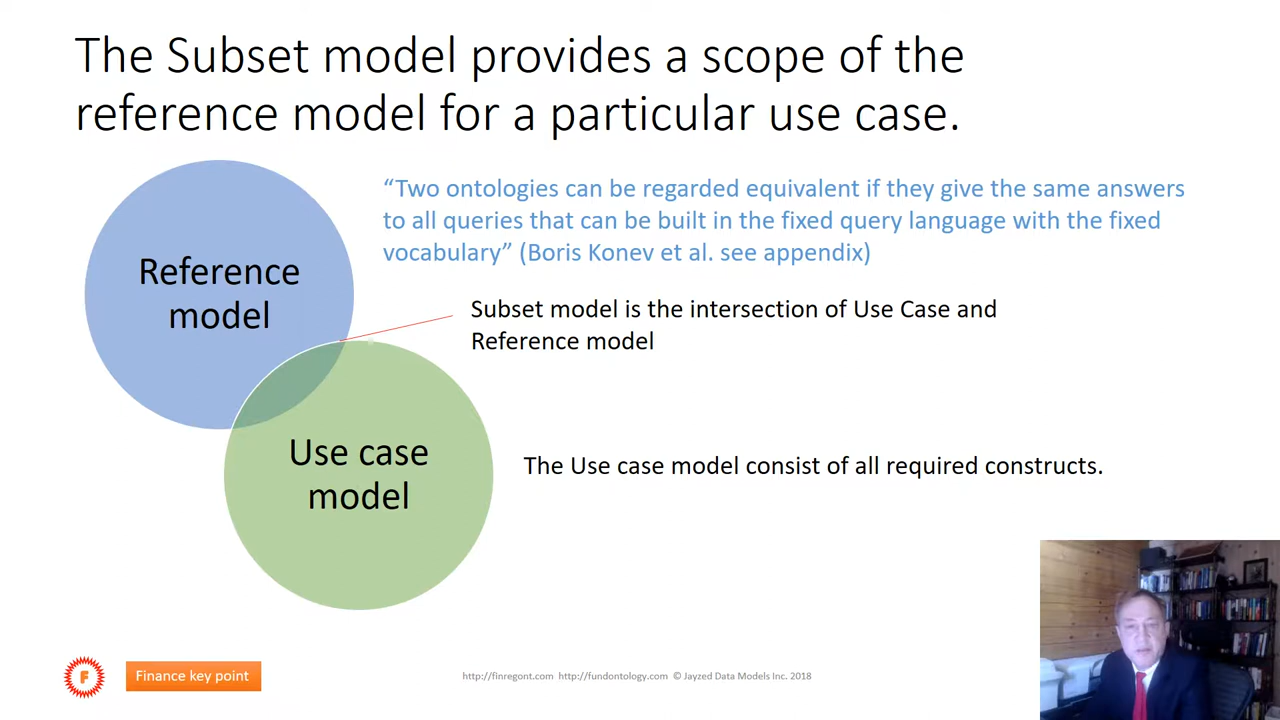 The Subset model provides a scope of the
reference model for a particular use case.
“Two ontologies can be regarded equivalent if they give the same answers
to all queries that can be built in the fixed query language with the fixed
vocabulary” (Boris Konev et al. see appendix)
Reference
model
Subset model is the intersection of Use Case and
Reference model
Use case
model
The Use case model consist of all required constructs.
F
Finance key point
http://finregont.com http://fundontology.com © Jayzed Data Models Inc. 2018